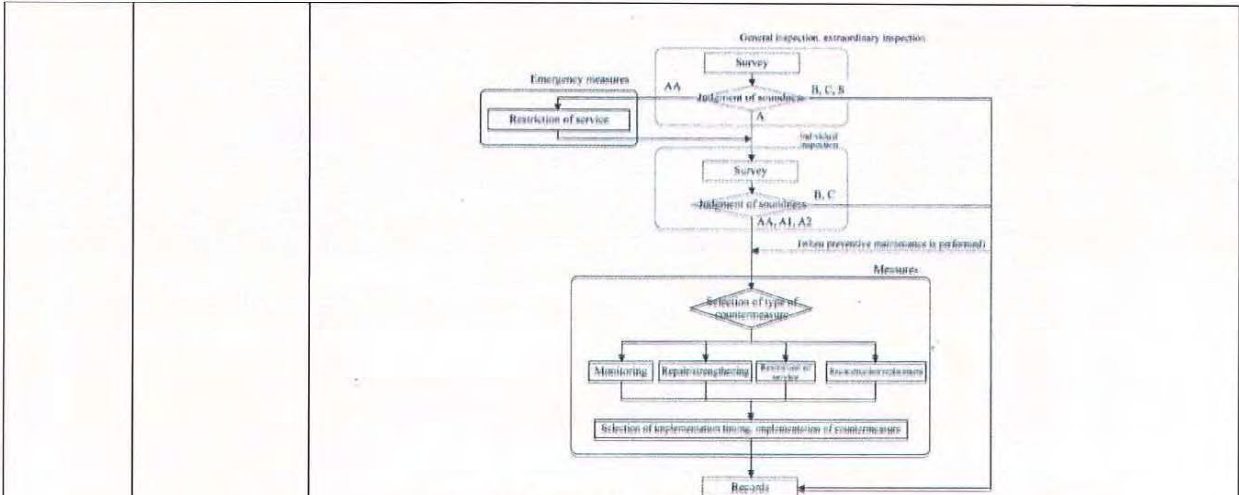 General inspection, extraordinary inspection
Survey
Emergency measures
AA
Judgment of soundness
B, C, S
Restriction of service
A
Individual
inspection
Survey
Judgment of soundness
B, C
AA, A1, A2
(when preventive maintenance is performed)
Measures
Selection of type of
countermeasure
Monitoring
Repair/strengthening
Restriction of
service
Selection of implementation timing, implementation of countermeasure
Records